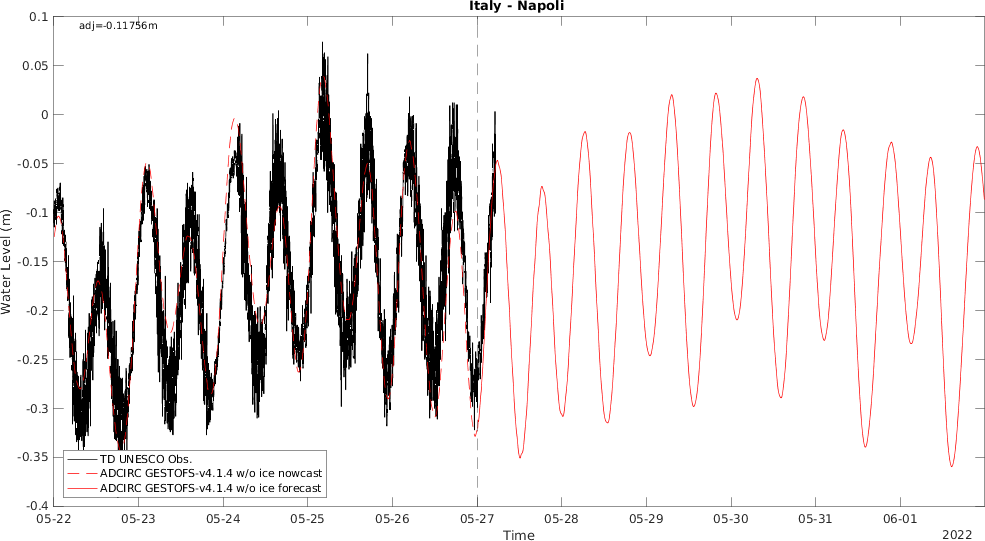 Italy - Napoli
adj=-0.11756m
0.1
0.05
0
-0.05
-0.1
-0.15
-0.2
-0.25
-0.3
-0.35
-0.4
Water Level (m)
TD UNESCO Obs.
ADCIRC GESTOFS-v4.1.4 w/o ice nowcast
ADCIRC GESTOFS-v4.1.4 w/o ice forecast
05-22 05-23 05-24 05-25 05-26 05-27 05-28 05-29 05-30 05-31 06-01
Time
2022